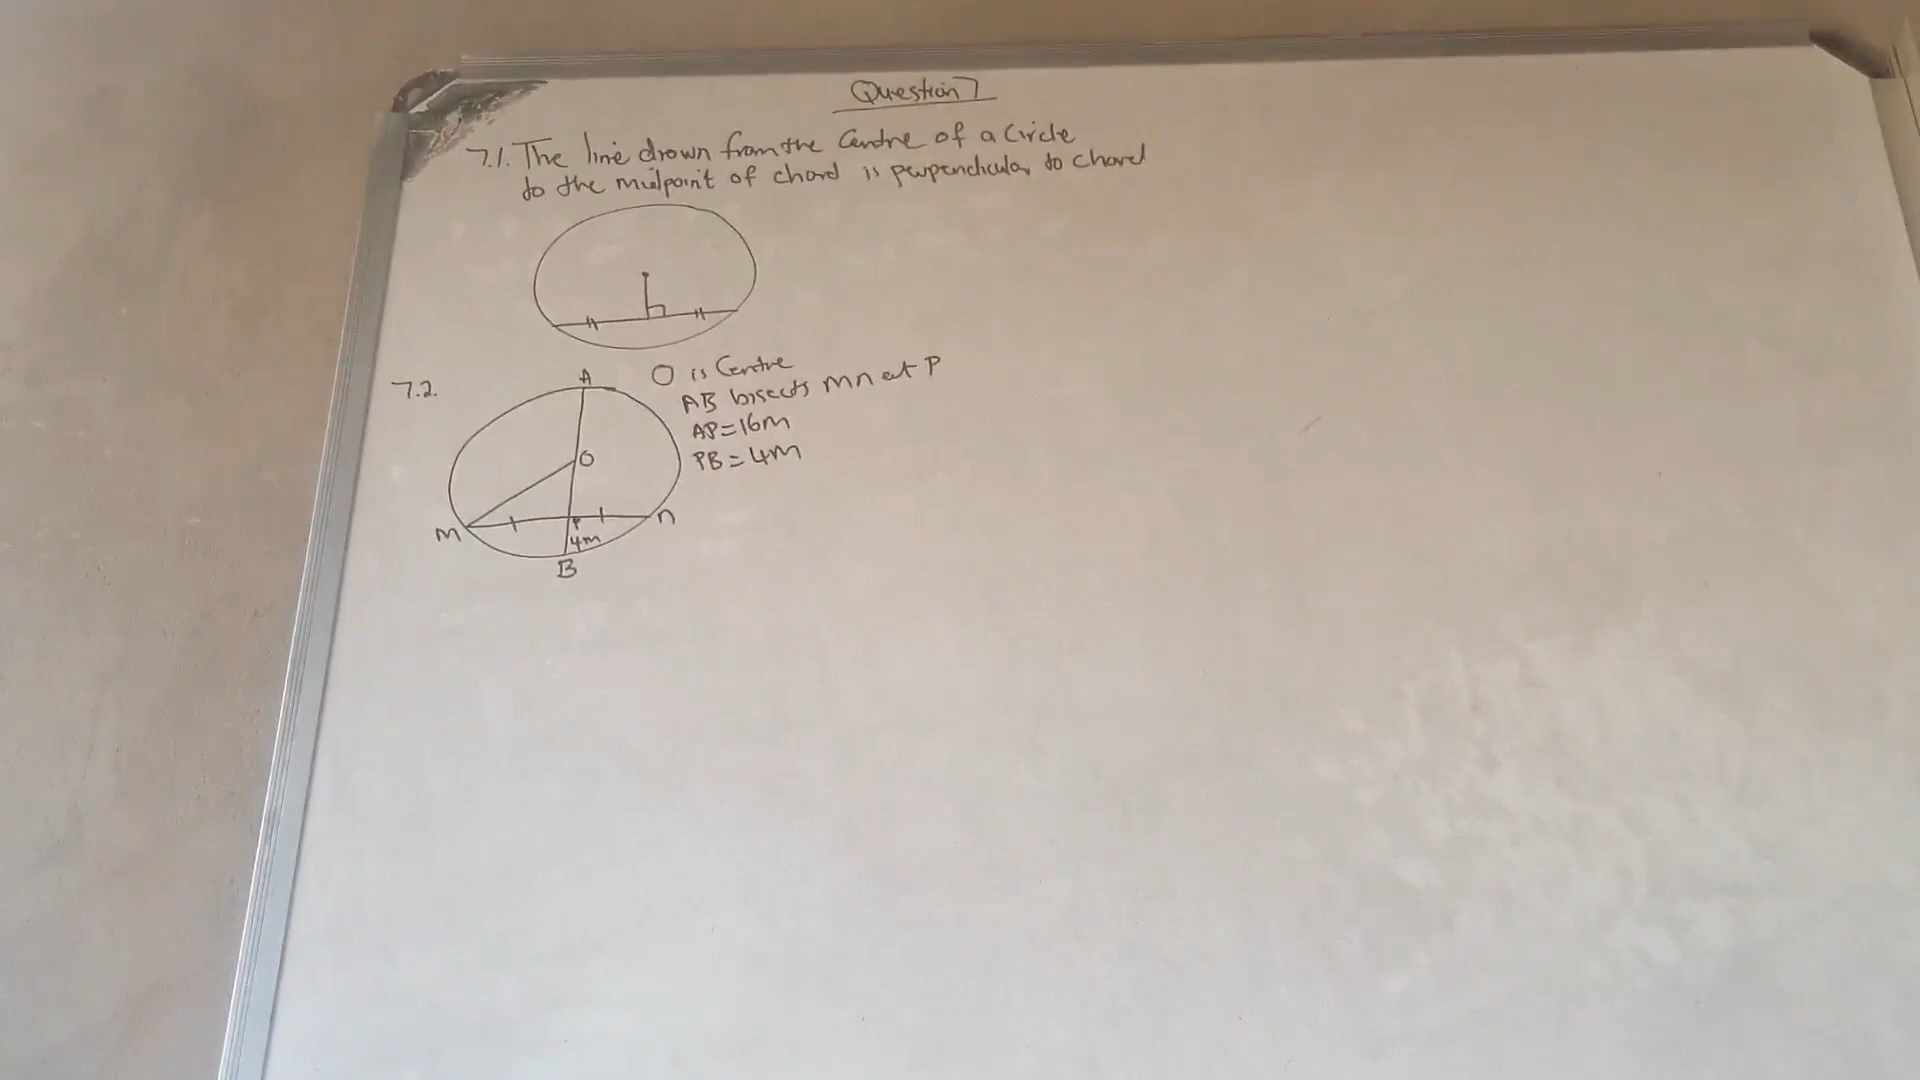 Question 7
7.1. The line drown from the Centre of a Circle
to the midpoint of chord is perpendicular to chord
7.2.
A
O is Centre
AB bisects mn at P
AP=16m
PB=4m
O
M
P
n
4m
B